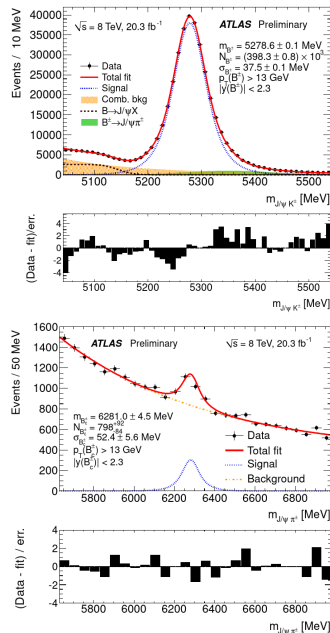 Events / 10 MeV
40000
35000
30000
25000
20000
15000
10000
5000
0
√s = 8 TeV, 20.3 fb⁻¹
ATLAS Preliminary
Data
Total fit
Signal
Comb. bkg
B→J/ψX
B±→J/ψπ±
m_B± = 5278.6 ± 0.1 MeV
N_B± = (398.3 ± 0.8) × 10³
σ_B± = 37.5 ± 0.1 MeV
p_T(B±) > 13 GeV
|y(B±)| < 2.3
5100 5200 5300 5400 5500
m_J/ψ K± [MeV]
(Data - fit)/err.
4
2
0
-2
-4
5100 5200 5300 5400 5500
m_J/ψ K± [MeV]
Events / 50 MeV
1600
1400
1200
1000
800
600
400
200
0
ATLAS Preliminary
√s = 8 TeV, 20.3 fb⁻¹
m_Bc± = 6281.0 ± 4.5 MeV
N_Bc± = 798⁺⁹²₋₈₄
σ_Bc± = 52.4 ± 5.6 MeV
p_T(B_c±) > 13 GeV
|y(B_c±)| < 2.3
Data
Total fit
Signal
Background
5800 6000 6200 6400 6600 6800
m_J/ψ π± [MeV]
(Data - fit) / err.
4
2
0
-2
-4
5800 6000 6200 6400 6600 6800
m_J/ψ π± [MeV]